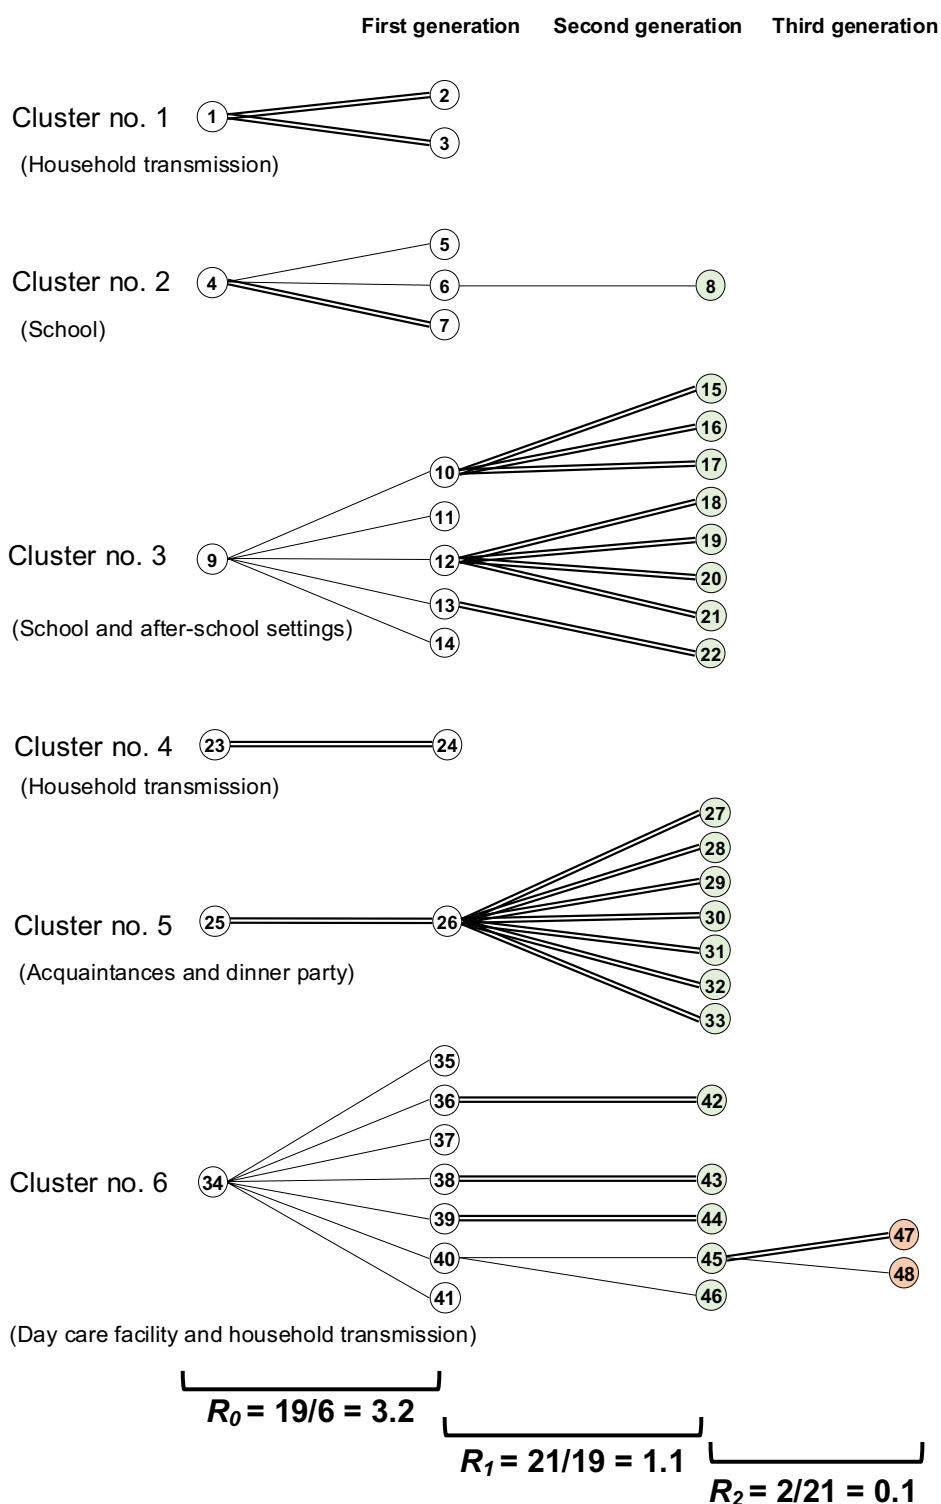 First generation Second generation Third generation
Cluster no. 1 1 2
3
(Household transmission)
Cluster no. 2 4 5
6 8
7
(School)
Cluster no. 3 9 10 15
16
17
11 18
12 19
20
13 21
14 22
(School and after-school settings)
Cluster no. 4 23 24
(Household transmission)
Cluster no. 5 25 26 27
28
29
30
31
32
33
(Acquaintances and dinner party)
Cluster no. 6 34 35
36 42
37
38 43
39 44
40 45 47
41 46 48
(Day care facility and household transmission)
R0 = 19/6 = 3.2
R1 = 21/19 = 1.1
R2 = 2/21 = 0.1